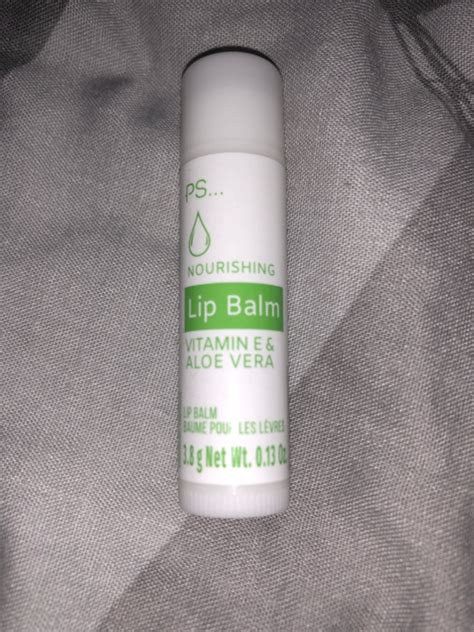 PS...
NOURISHING
Lip Balm
VITAMIN E &
ALOE VERA
LIP BALM
BAUME POUR LES LÈVRES
3.8 g Net Wt. 0.13 Oz.